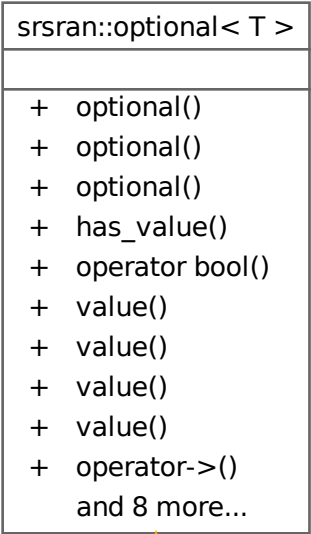 srsran::optional< T >
+ optional()
+ optional()
+ optional()
+ has_value()
+ operator bool()
+ value()
+ value()
+ value()
+ value()
+ operator->()
and 8 more...